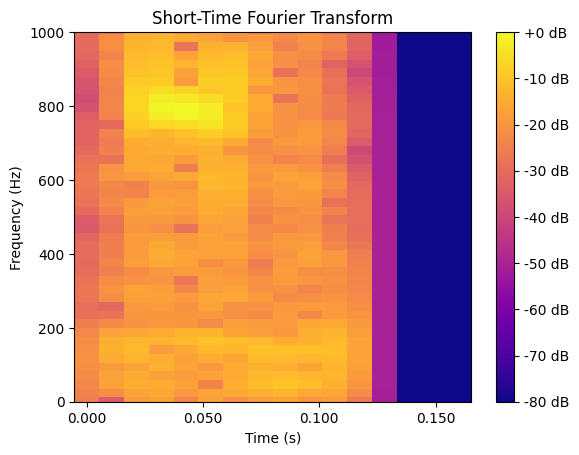 Short-Time Fourier Transform
Frequency (Hz)
1000
800
600
400
200
0
0.000
0.050
0.100
0.150
Time (s)
+0 dB
-10 dB
-20 dB
-30 dB
-40 dB
-50 dB
-60 dB
-70 dB
-80 dB